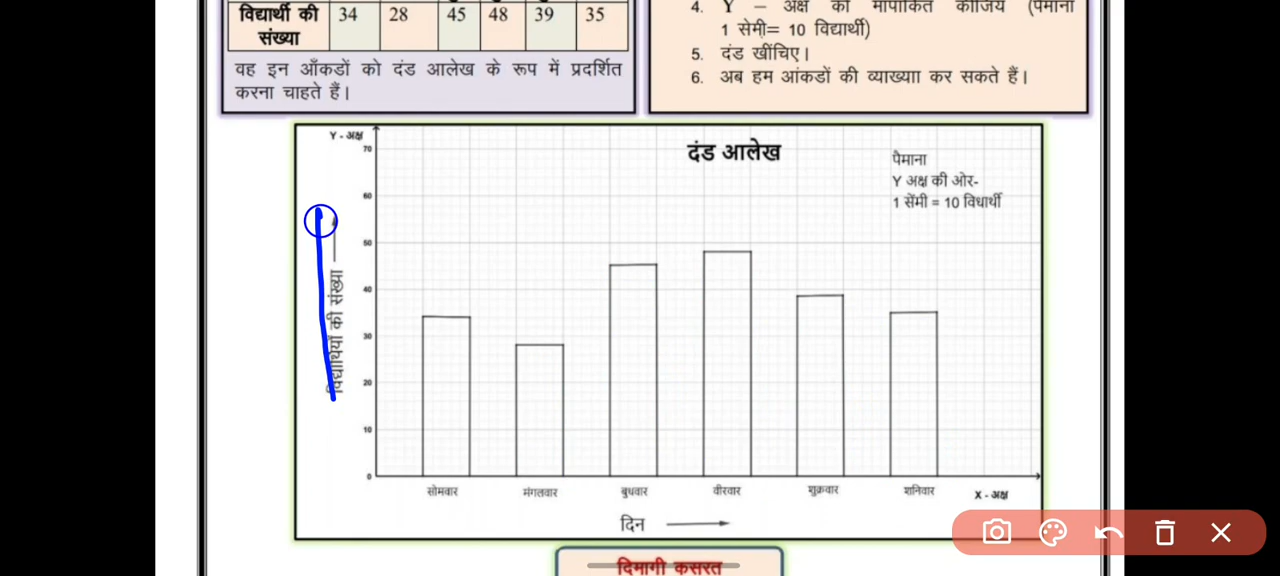 विद्यार्थी की 34 28 45 48 39 35
संख्या
वह इन आँकडों को दंड आलेख के रूप में प्रदर्शित
करना चाहते हैं।
4. Y – अक्ष को मापांकित कीजिये (पैमाना
1 सेमी= 10 विद्यार्थी)
5. दंड खींचिए।
6. अब हम आंकडों की व्याख्याा कर सकते हैं।
Y - अक्ष
दंड आलेख
पैमाना
Y अक्ष की ओर-
1 सेंमी = 10 विधार्थी
70
60
50
40
30
20
10
0
विद्यार्थियों की संख्या
सोमवार मंगलवार बुधवार वीरवार शुक्रवार शनिवार X - अक्ष
दिन
दिमागी कसरत